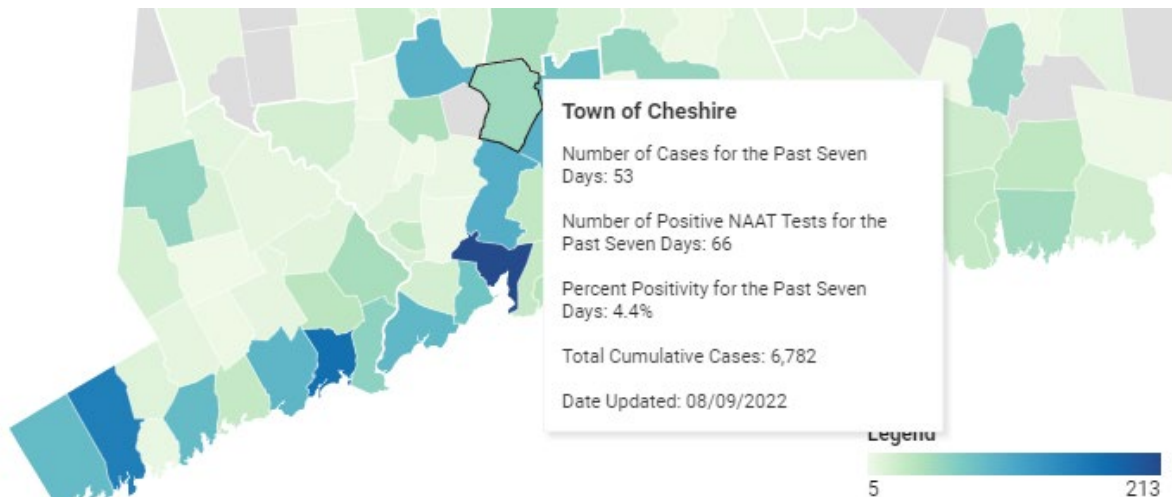 Town of Cheshire
Number of Cases for the Past Seven
Days: 53
Number of Positive NAAT Tests for the
Past Seven Days: 66
Percent Positivity for the Past Seven
Days: 4.4%
Total Cumulative Cases: 6,782
Date Updated: 08/09/2022
Legend
5
213